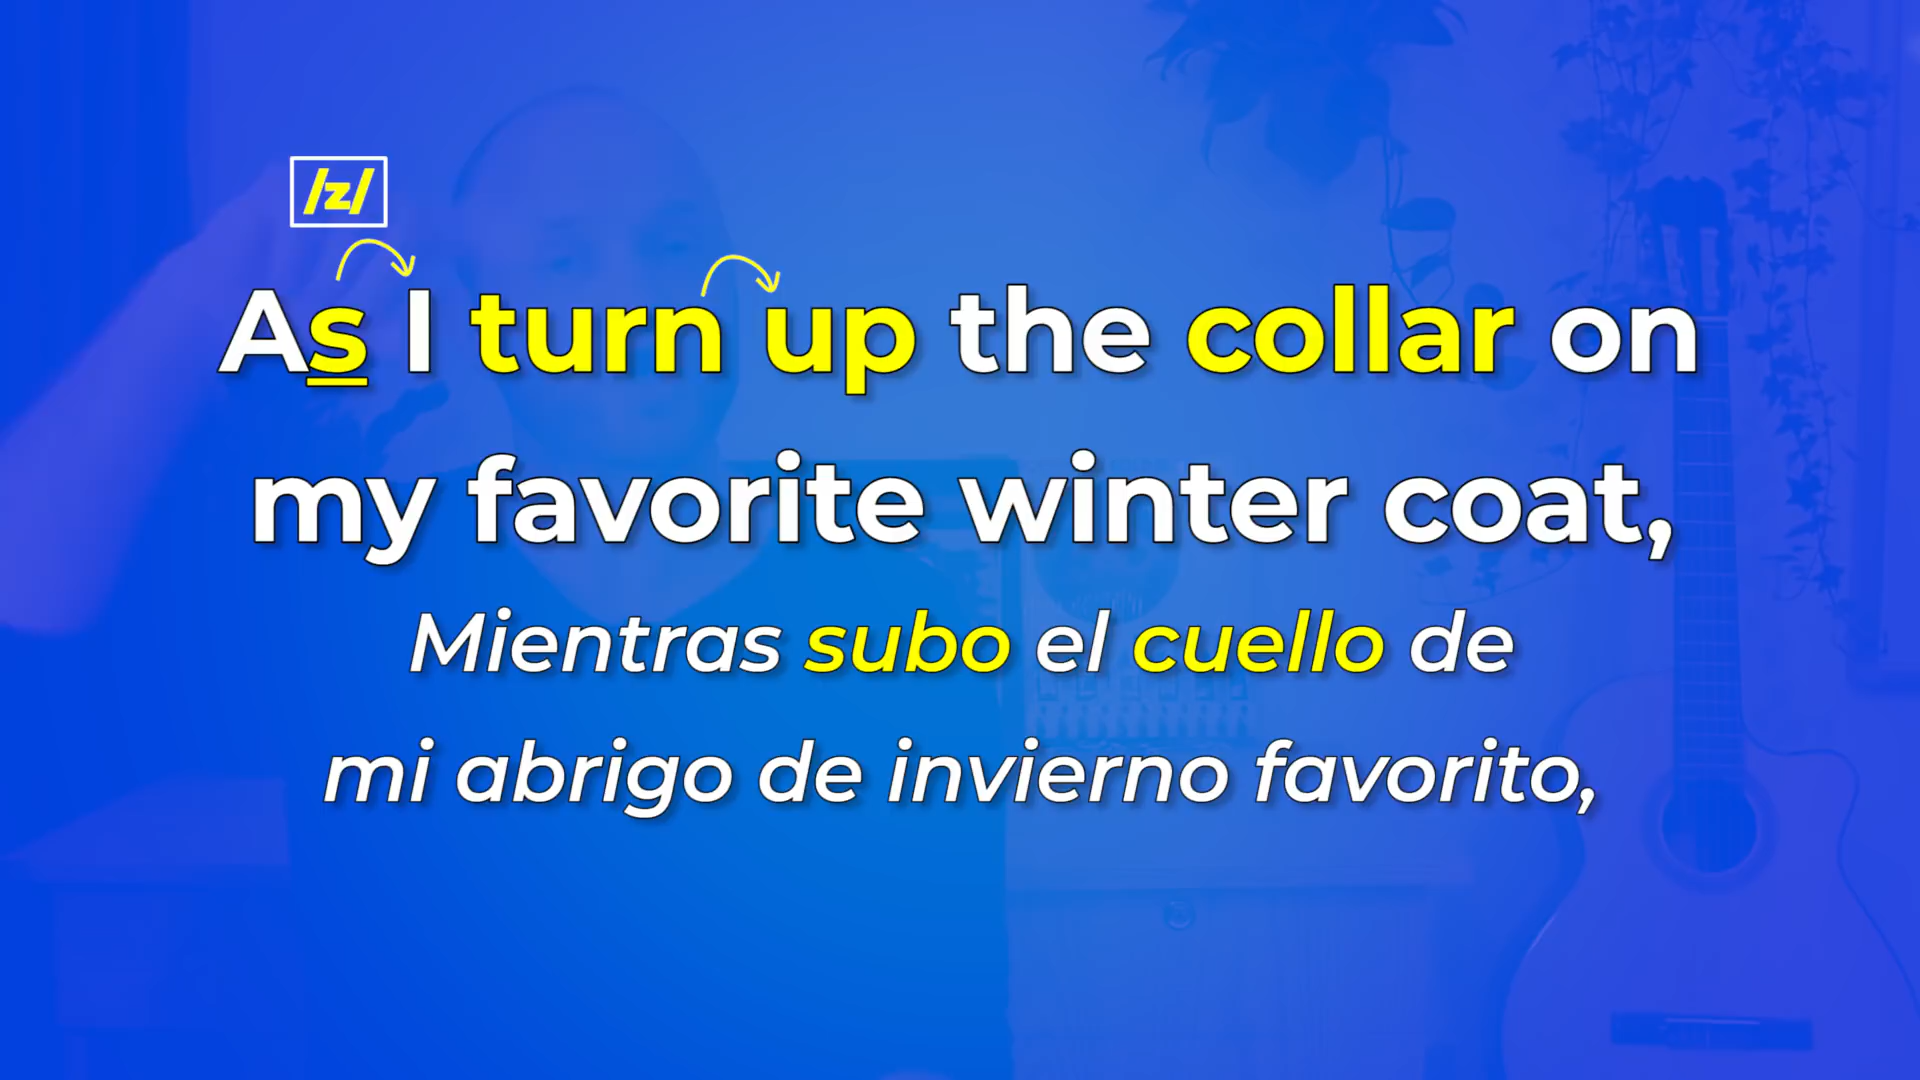 /z/
As I turn up the collar on
my favorite winter coat,
Mientras subo el cuello de
mi abrigo de invierno favorito,